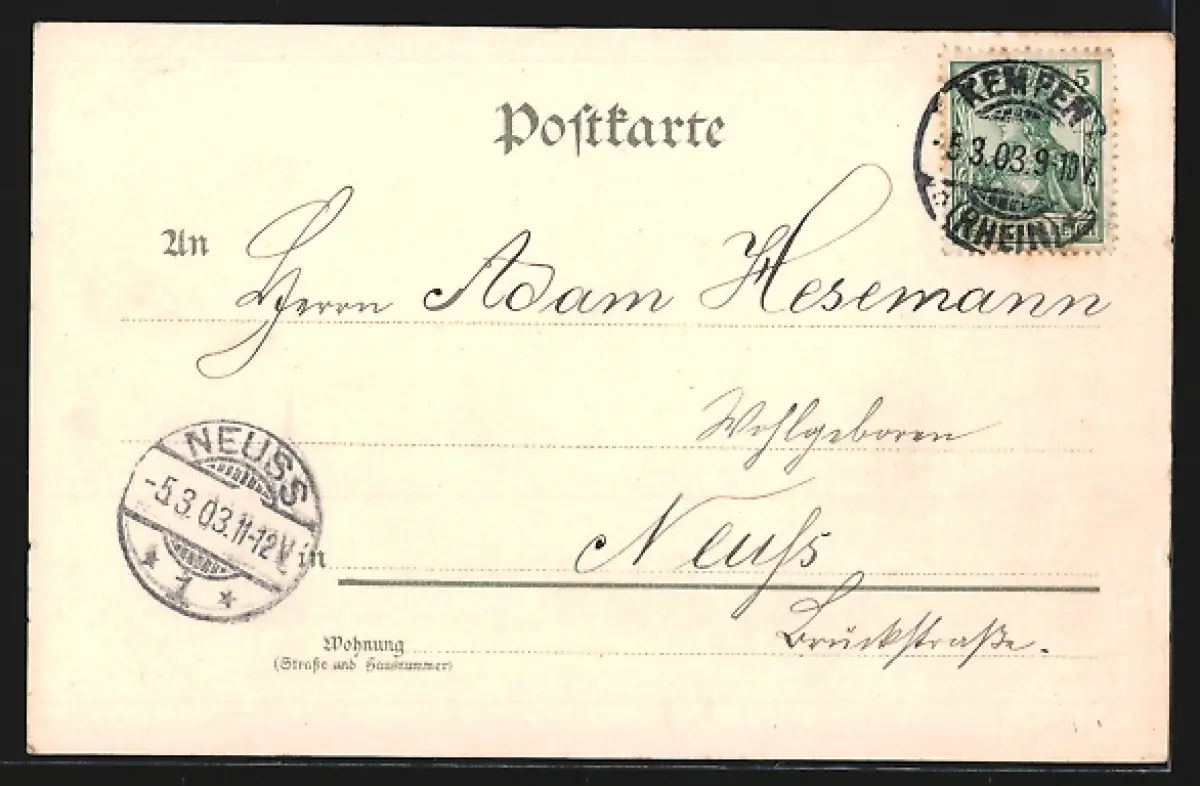 Postkarte
5
KEMPEN
-5.3.03.9-10V.
(RHEIN)
An Herrn Adam Hesemann
Wohlgeboren
NEUSS
-5.3.03.11-12V.
* 1 *
in Neuss
Wohnung Brückstraße.
(Straße und Hausnummer)